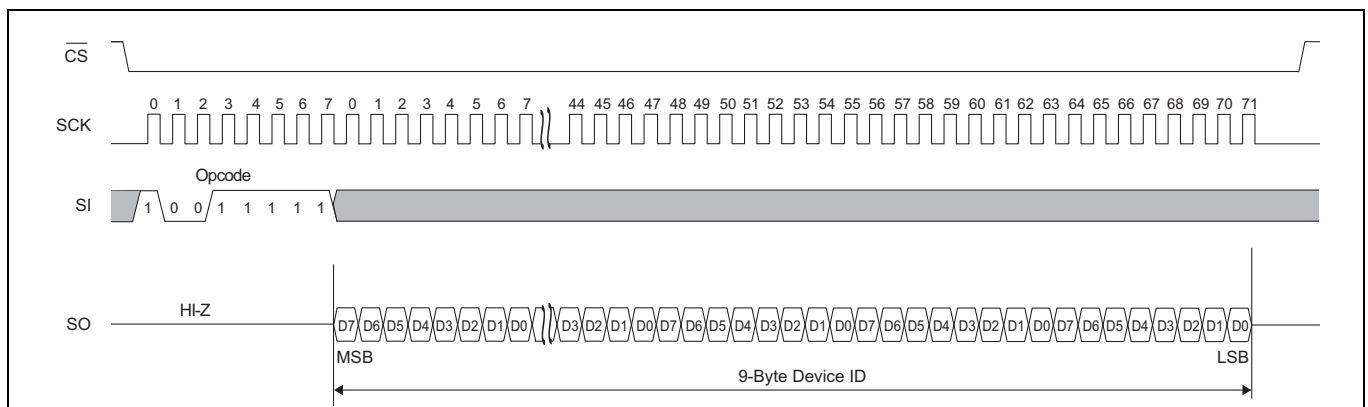 CS
0 1 2 3 4 5 6 7 0 1 2 3 4 5 6 7 44 45 46 47 48 49 50 51 52 53 54 55 56 57 58 59 60 61 62 63 64 65 66 67 68 69 70 71
SCK
Opcode
SI 1 0 0 1 1 1 1 1
HI-Z
SO D7 D6 D5 D4 D3 D2 D1 D0 D3 D2 D1 D0 D7 D6 D5 D4 D3 D2 D1 D0 D7 D6 D5 D4 D3 D2 D1 D0 D7 D6 D5 D4 D3 D2 D1 D0
MSB LSB
9-Byte Device ID